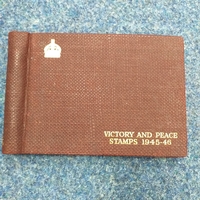 VICTORY AND PEACE
STAMPS 1945-46